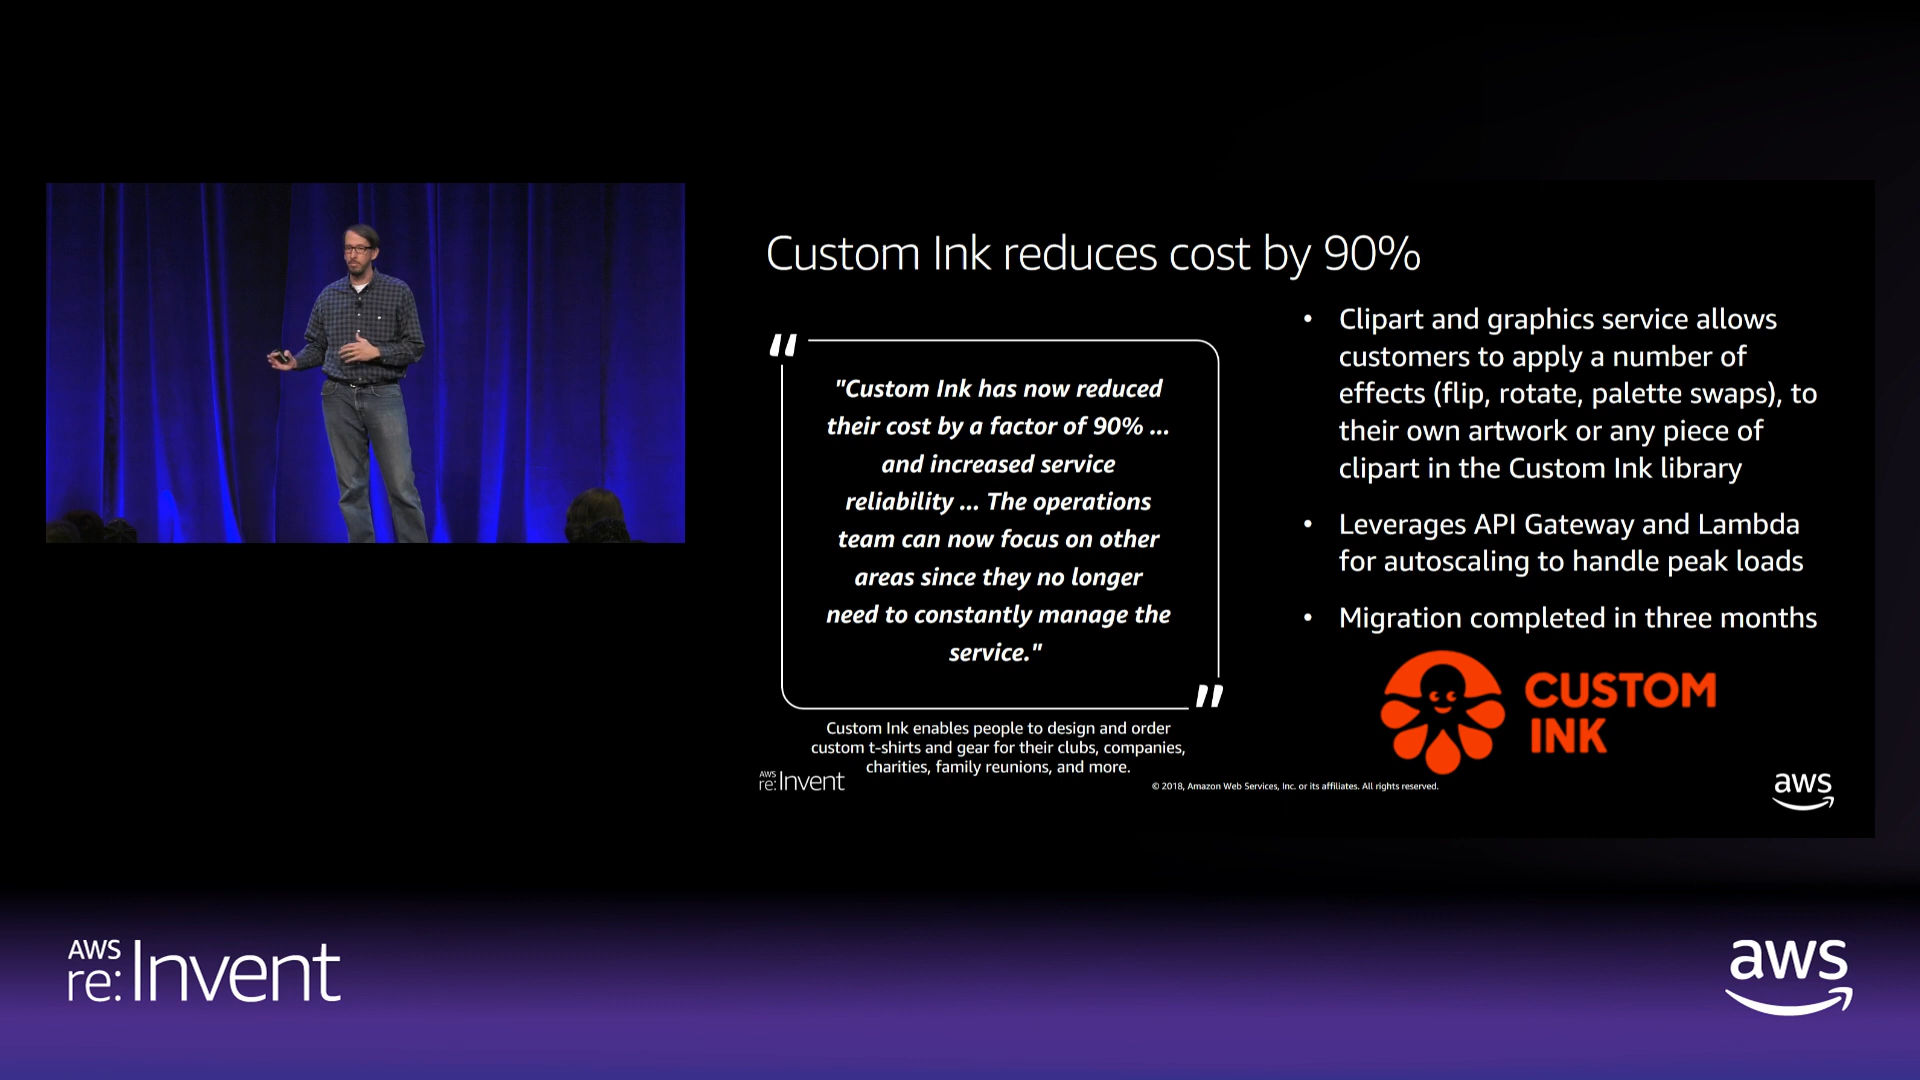 Custom Ink reduces cost by 90%
"
"Custom Ink has now reduced
their cost by a factor of 90% ...
and increased service
reliability ... The operations
team can now focus on other
areas since they no longer
need to constantly manage the
service."
"
Custom Ink enables people to design and order
custom t-shirts and gear for their clubs, companies,
charities, family reunions, and more.
• Clipart and graphics service allows
customers to apply a number of
effects (flip, rotate, palette swaps), to
their own artwork or any piece of
clipart in the Custom Ink library
• Leverages API Gateway and Lambda
for autoscaling to handle peak loads
• Migration completed in three months
CUSTOM
INK
AWS
re:Invent
© 2018, Amazon Web Services, Inc. or its affiliates. All rights reserved.
aws
AWS
re:Invent
aws